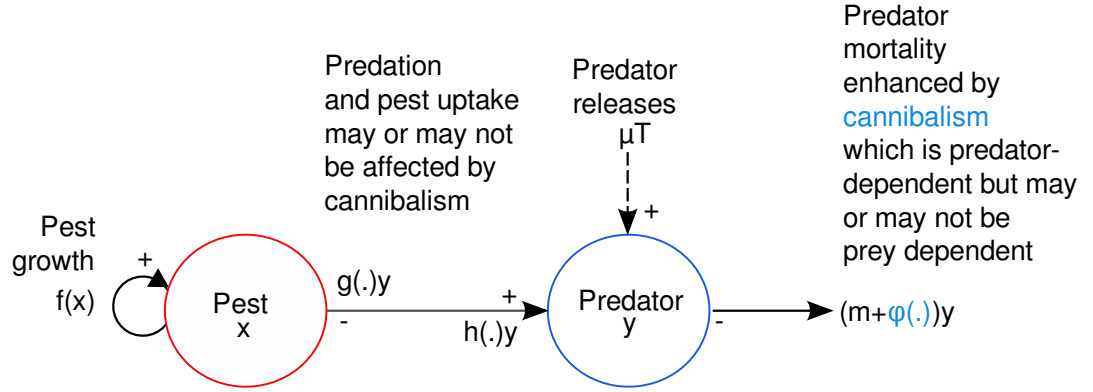 Pest
growth
f(x)
+
Pest
x
Predation
and pest uptake
may or may not
be affected by
cannibalism
g(.)y
-
+
h(.)y
Predator
releases
μT
+
Predator
y
-
Predator
mortality
enhanced by
cannibalism
which is predator-
dependent but may
or may not be
prey dependent
(m+φ(.))y